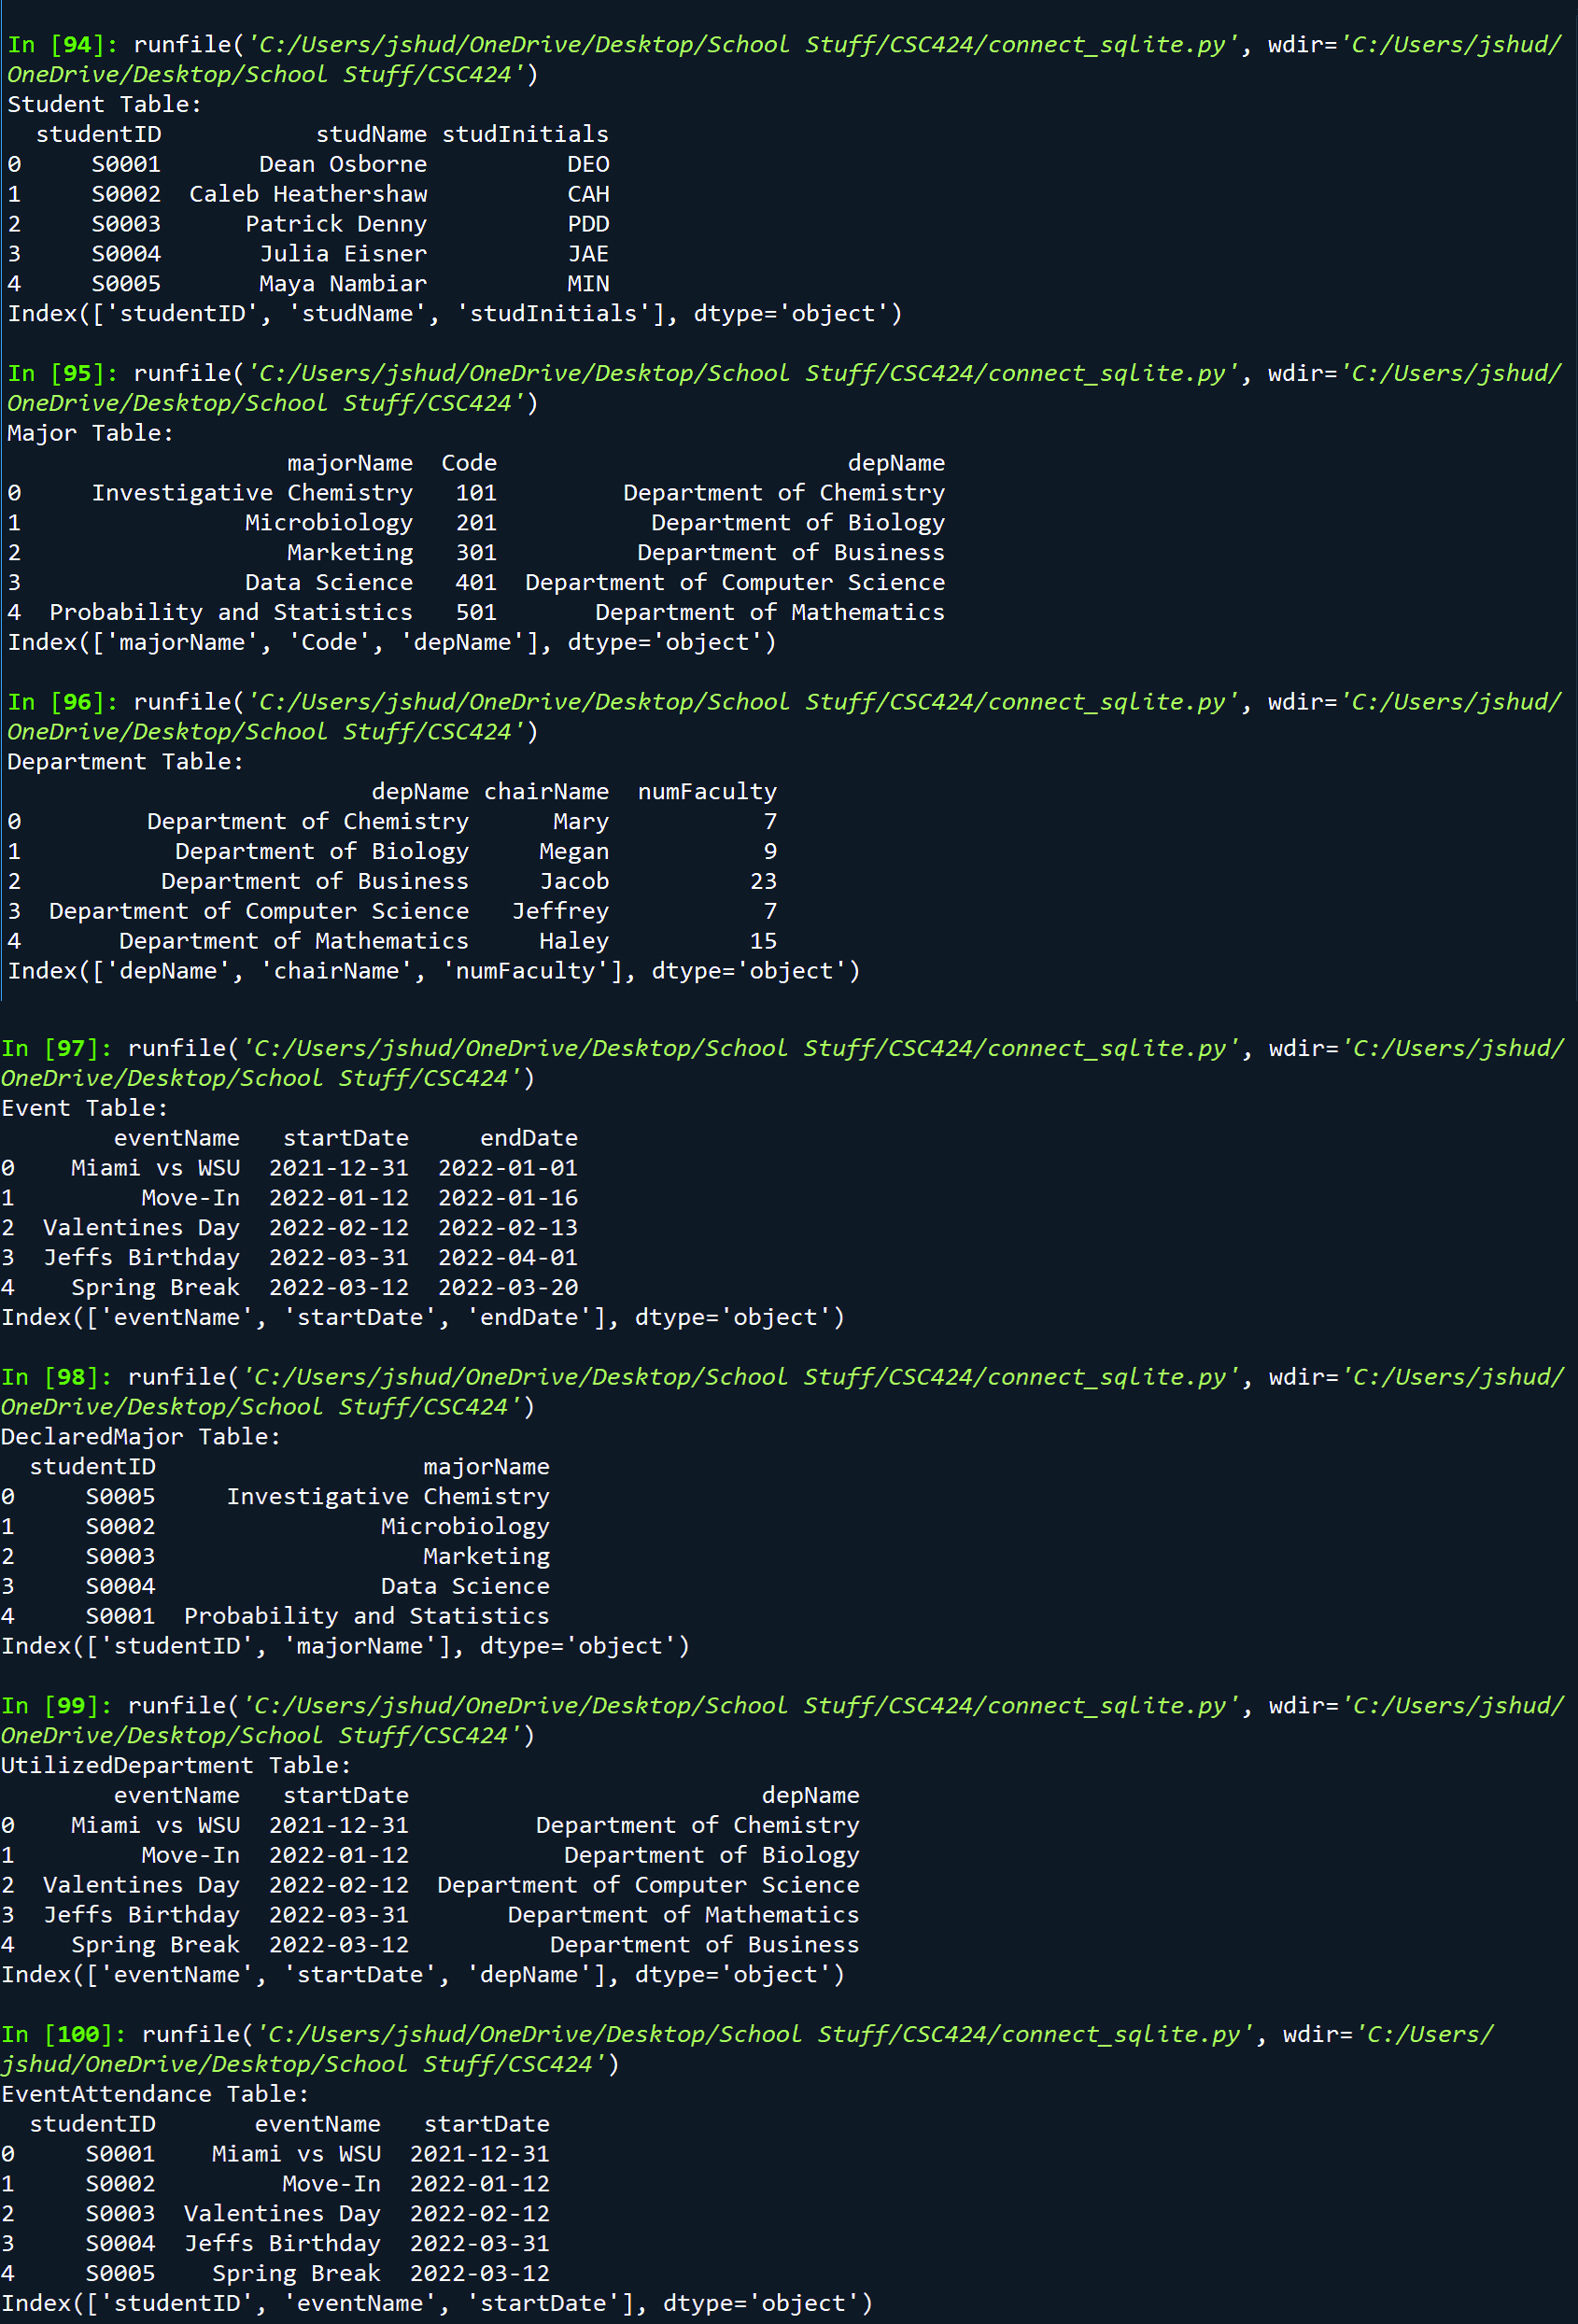 In [94]: runfile('C:/Users/jshud/OneDrive/Desktop/School Stuff/CSC424/connect_sqlite.py', wdir='C:/Users/jshud/
OneDrive/Desktop/School Stuff/CSC424')
Student Table:
  studentID           studName studInitials
0     S0001       Dean Osborne          DEO
1     S0002  Caleb Heathershaw          CAH
2     S0003      Patrick Denny          PDD
3     S0004       Julia Eisner          JAE
4     S0005       Maya Nambiar          MIN
Index(['studentID', 'studName', 'studInitials'], dtype='object')
In [95]: runfile('C:/Users/jshud/OneDrive/Desktop/School Stuff/CSC424/connect_sqlite.py', wdir='C:/Users/jshud/
OneDrive/Desktop/School Stuff/CSC424')
Major Table:
                    majorName  Code                         depName
0     Investigative Chemistry   101         Department of Chemistry
1                Microbiology   201           Department of Biology
2                   Marketing   301          Department of Business
3                Data Science   401  Department of Computer Science
4  Probability and Statistics   501       Department of Mathematics
Index(['majorName', 'Code', 'depName'], dtype='object')
In [96]: runfile('C:/Users/jshud/OneDrive/Desktop/School Stuff/CSC424/connect_sqlite.py', wdir='C:/Users/jshud/
OneDrive/Desktop/School Stuff/CSC424')
Department Table:
                          depName chairName  numFaculty
0         Department of Chemistry      Mary           7
1           Department of Biology     Megan           9
2          Department of Business     Jacob          23
3  Department of Computer Science   Jeffrey           7
4       Department of Mathematics     Haley          15
Index(['depName', 'chairName', 'numFaculty'], dtype='object')
In [97]: runfile('C:/Users/jshud/OneDrive/Desktop/School Stuff/CSC424/connect_sqlite.py', wdir='C:/Users/jshud/
OneDrive/Desktop/School Stuff/CSC424')
Event Table:
        eventName   startDate     endDate
0    Miami vs WSU  2021-12-31  2022-01-01
1         Move-In  2022-01-12  2022-01-16
2  Valentines Day  2022-02-12  2022-02-13
3  Jeffs Birthday  2022-03-31  2022-04-01
4    Spring Break  2022-03-12  2022-03-20
Index(['eventName', 'startDate', 'endDate'], dtype='object')
In [98]: runfile('C:/Users/jshud/OneDrive/Desktop/School Stuff/CSC424/connect_sqlite.py', wdir='C:/Users/jshud/
OneDrive/Desktop/School Stuff/CSC424')
DeclaredMajor Table:
  studentID                   majorName
0     S0005     Investigative Chemistry
1     S0002                Microbiology
2     S0003                   Marketing
3     S0004                Data Science
4     S0001  Probability and Statistics
Index(['studentID', 'majorName'], dtype='object')
In [99]: runfile('C:/Users/jshud/OneDrive/Desktop/School Stuff/CSC424/connect_sqlite.py', wdir='C:/Users/jshud/
OneDrive/Desktop/School Stuff/CSC424')
UtilizedDepartment Table:
        eventName   startDate                         depName
0    Miami vs WSU  2021-12-31         Department of Chemistry
1         Move-In  2022-01-12           Department of Biology
2  Valentines Day  2022-02-12  Department of Computer Science
3  Jeffs Birthday  2022-03-31       Department of Mathematics
4    Spring Break  2022-03-12          Department of Business
Index(['eventName', 'startDate', 'depName'], dtype='object')
In [100]: runfile('C:/Users/jshud/OneDrive/Desktop/School Stuff/CSC424/connect_sqlite.py', wdir='C:/Users/
jshud/OneDrive/Desktop/School Stuff/CSC424')
EventAttendance Table:
  studentID       eventName   startDate
0     S0001    Miami vs WSU  2021-12-31
1     S0002         Move-In  2022-01-12
2     S0003  Valentines Day  2022-02-12
3     S0004  Jeffs Birthday  2022-03-31
4     S0005    Spring Break  2022-03-12
Index(['studentID', 'eventName', 'startDate'], dtype='object')